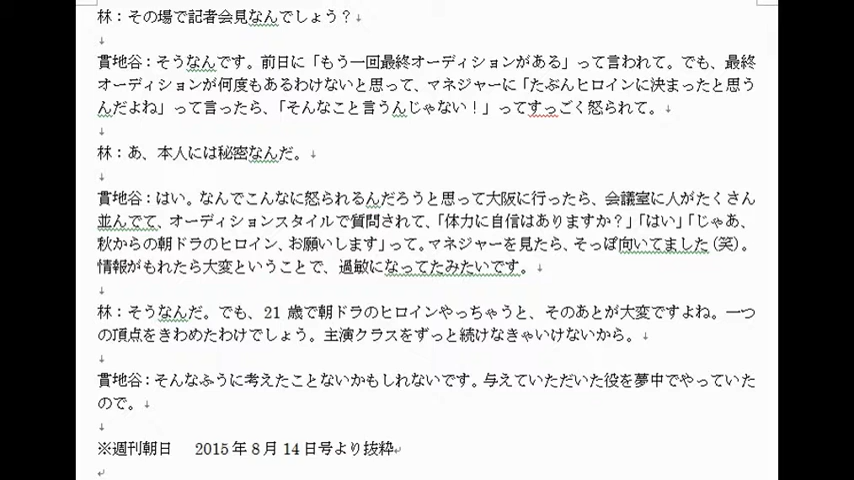 林：その場で記者会見なんでしょう？
貫地谷：そうなんです。前日に「もう一回最終オーディションがある」って言われて。でも、最終
オーディションが何度もあるわけないと思って、マネジャーに「たぶんヒロインに決まったと思う
んだよね」って言ったら、「そんなこと言うんじゃない！」ってすっごく怒られて。
林：あ、本人には秘密なんだ。
貫地谷：はい。なんでこんなに怒られるんだろうと思って大阪に行ったら、会議室に人がたくさん
並んでて、オーディションスタイルで質問されて、「体力に自信はありますか？」「はい」「じゃあ、
秋からの朝ドラのヒロイン、お願いします」って。マネジャーを見たら、そっぽ向いてました（笑）。
情報がもれたら大変ということで、過敏になってたみたいです。
林：そうなんだ。でも、21 歳で朝ドラのヒロインやっちゃうと、そのあとが大変ですよね。一つ
の頂点をきわめたわけでしょう。主演クラスをずっと続けなきゃいけないから。
貫地谷：そんなふうに考えたことないかもしれないです。与えていただいた役を夢中でやっていた
ので。
※週刊朝日　2015 年 8 月 14 日号より抜粋